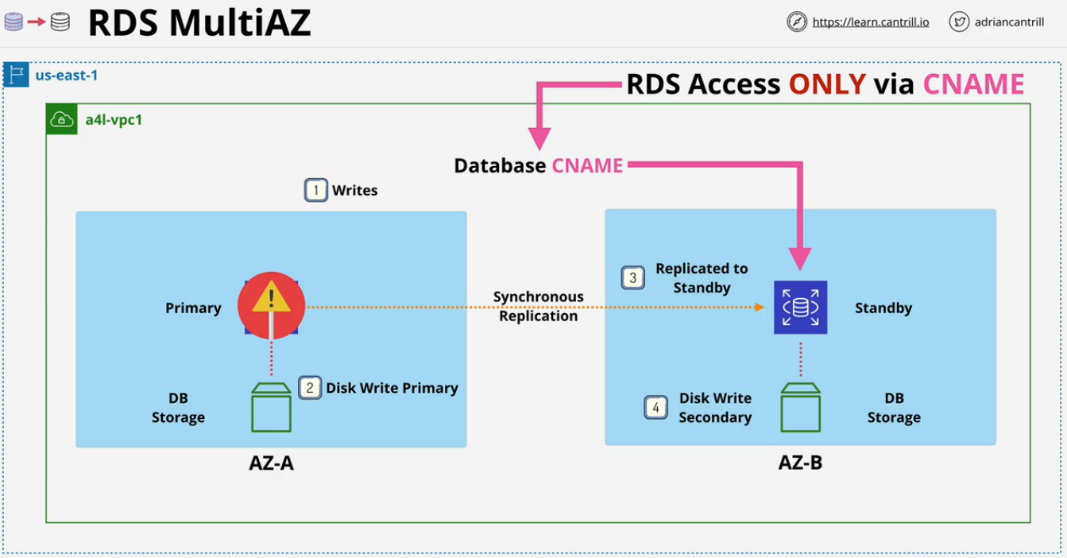 RDS MultiAZ
https://learn.cantrill.io
adriancantrill
us-east-1
RDS Access ONLY via CNAME
a4l-vpc1
Database CNAME
1 Writes
3 Replicated to
Standby
Primary
Synchronous
Replication
Standby
2 Disk Write Primary
DB
Storage
4 Disk Write
Secondary
DB
Storage
AZ-A
AZ-B